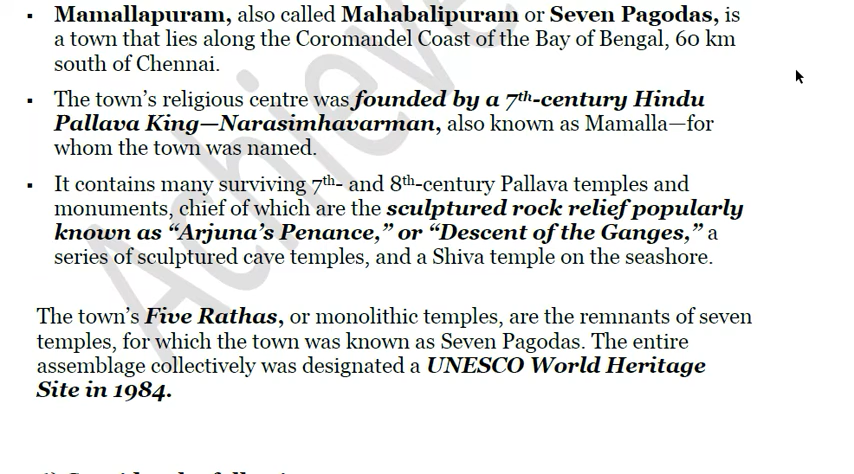 ▪ Mamallapuram, also called Mahabalipuram or Seven Pagodas, is
a town that lies along the Coromandel Coast of the Bay of Bengal, 60 km
south of Chennai.
▪ The town’s religious centre was founded by a 7th-century Hindu
Pallava King—Narasimhavarman, also known as Mamalla—for
whom the town was named.
▪ It contains many surviving 7th- and 8th-century Pallava temples and
monuments, chief of which are the sculptured rock relief popularly
known as “Arjuna’s Penance,” or “Descent of the Ganges,” a
series of sculptured cave temples, and a Shiva temple on the seashore.
The town’s Five Rathas, or monolithic temples, are the remnants of seven
temples, for which the town was known as Seven Pagodas. The entire
assemblage collectively was designated a UNESCO World Heritage
Site in 1984.
Achieve